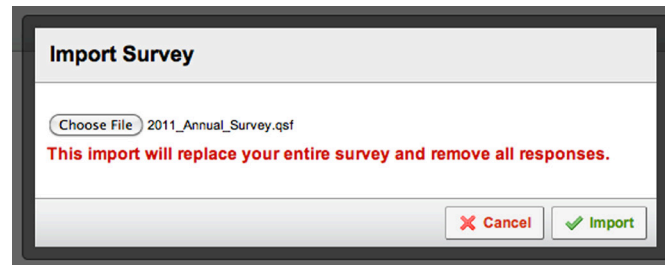 Import Survey
Choose File 2011_Annual_Survey.qsf
This import will replace your entire survey and remove all responses.
Cancel Import